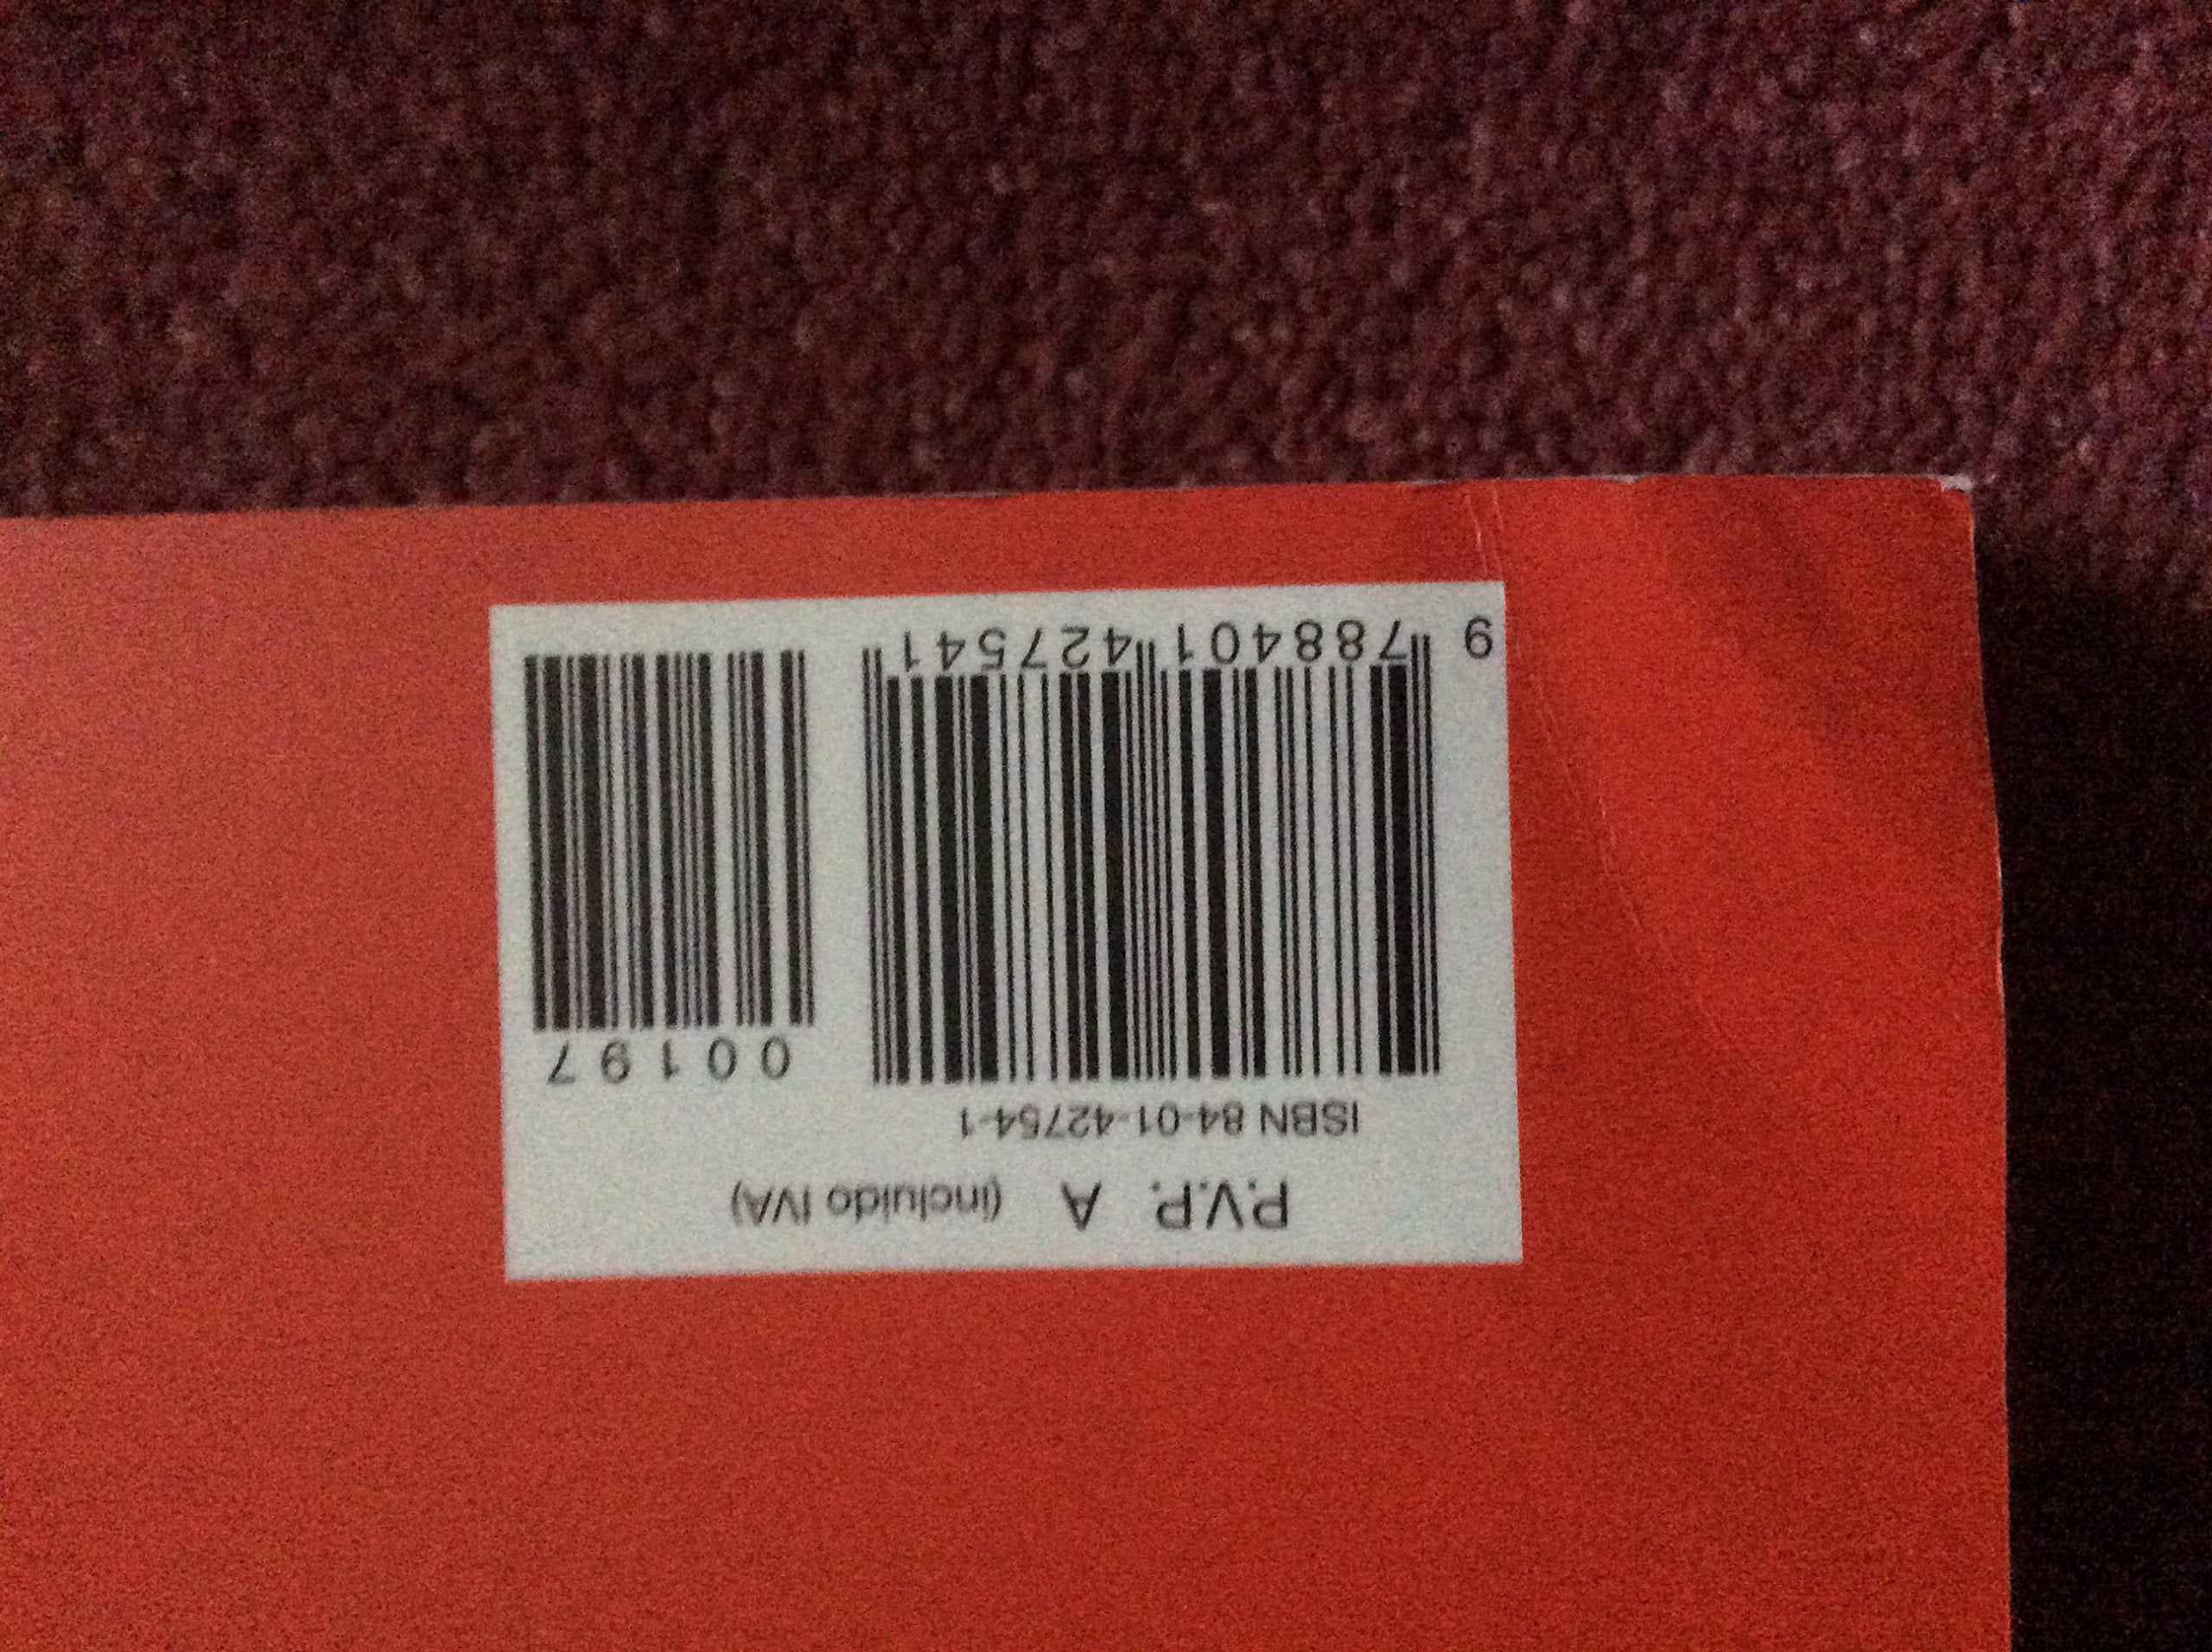 P.V.P. A (incluido IVA)
ISBN 84-01-42754-1
00197
9 788401 427541